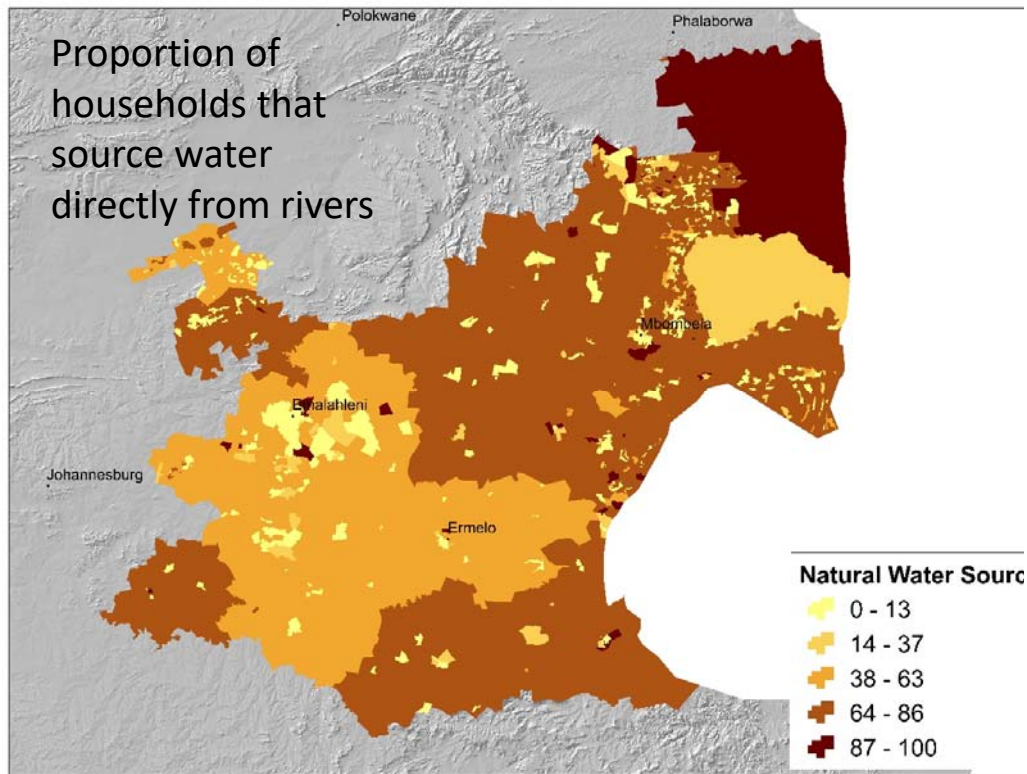 Polokwane
Phalaborwa
Proportion of
households that
source water
directly from rivers
Mbombela
Emalahleni
Johannesburg
Ermelo
Natural Water Sourc
0 - 13
14 - 37
38 - 63
64 - 86
87 - 100